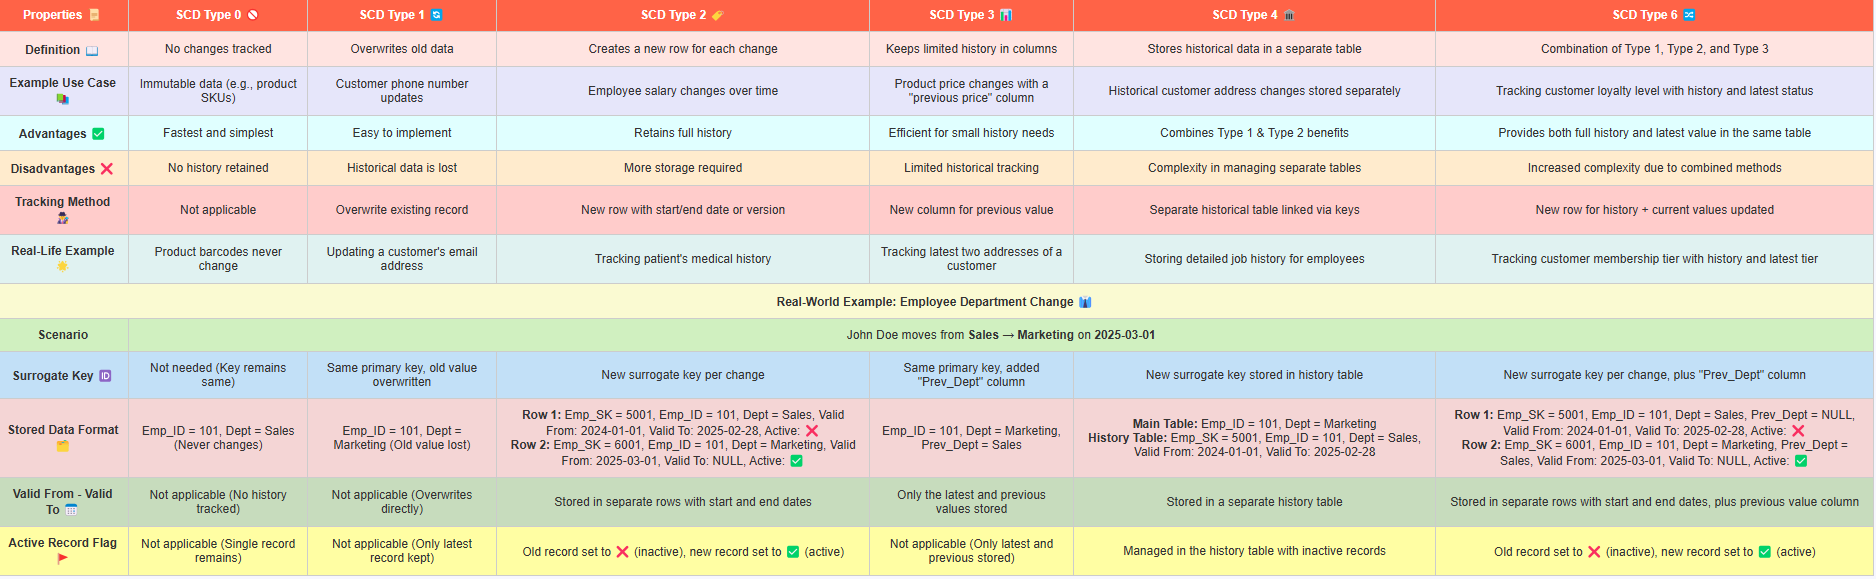 Properties 📜 SCD Type 0 🚫 SCD Type 1 🔄 SCD Type 2 🏷️ SCD Type 3 📊 SCD Type 4 🏛️ SCD Type 6 🔀
Definition 📖 No changes tracked Overwrites old data Creates a new row for each change Keeps limited history in columns Stores historical data in a separate table Combination of Type 1, Type 2, and Type 3
Example Use Case 📚
Immutable data (e.g., product
SKUs)
Customer phone number
updates
Employee salary changes over time
Product price changes with a
"previous price" column
Historical customer address changes stored separately
Tracking customer loyalty level with history and latest status
Advantages ✅ Fastest and simplest Easy to implement Retains full history Efficient for small history needs Combines Type 1 & Type 2 benefits Provides both full history and latest value in the same table
Disadvantages ❌ No history retained Historical data is lost More storage required Limited historical tracking Complexity in managing separate tables Increased complexity due to combined methods
Tracking Method
Not applicable Overwrite existing record New row with start/end date or version New column for previous value Separate historical table linked via keys New row for history + current values updated
Real-Life Example 🌟
Product barcodes never
change
Updating a customer's email
address
Tracking patient's medical history
Tracking latest two addresses of a
customer
Storing detailed job history for employees
Tracking customer membership tier with history and latest tier
Real-World Example: Employee Department Change 👔
Scenario John Doe moves from Sales → Marketing on 2025-03-01
Surrogate Key 🆔
Not needed (Key remains
same)
Same primary key, old value
overwritten
New surrogate key per change
Same primary key, added
"Prev_Dept" column
New surrogate key stored in history table
New surrogate key per change, plus "Prev_Dept" column
Stored Data Format 🗂️
Emp_ID = 101, Dept = Sales
(Never changes)
Emp_ID = 101, Dept =
Marketing (Old value lost)
Row 1: Emp_SK = 5001, Emp_ID = 101, Dept = Sales, Valid
From: 2024-01-01, Valid To: 2025-02-28, Active: ❌
Row 2: Emp_SK = 6001, Emp_ID = 101, Dept = Marketing, Valid
From: 2025-03-01, Valid To: NULL, Active: ✅
Emp_ID = 101, Dept = Marketing,
Prev_Dept = Sales
Main Table: Emp_ID = 101, Dept = Marketing
History Table: Emp_SK = 5001, Emp_ID = 101, Dept = Sales,
Valid From: 2024-01-01, Valid To: 2025-02-28
Row 1: Emp_SK = 5001, Emp_ID = 101, Dept = Sales, Prev_Dept = NULL,
Valid From: 2024-01-01, Valid To: 2025-02-28, Active: ❌
Row 2: Emp_SK = 6001, Emp_ID = 101, Dept = Marketing, Prev_Dept =
Sales, Valid From: 2025-03-01, Valid To: NULL, Active: ✅
Valid From - Valid
To 📅
Not applicable (No history
tracked)
Not applicable (Overwrites
directly)
Stored in separate rows with start and end dates
Only the latest and previous
values stored
Stored in a separate history table
Stored in separate rows with start and end dates, plus previous value column
Active Record Flag
🚩
Not applicable (Single record
remains)
Not applicable (Only latest
record kept)
Old record set to ❌ (inactive), new record set to ✅ (active)
Not applicable (Only latest and
previous stored)
Managed in the history table with inactive records
Old record set to ❌ (inactive), new record set to ✅ (active)